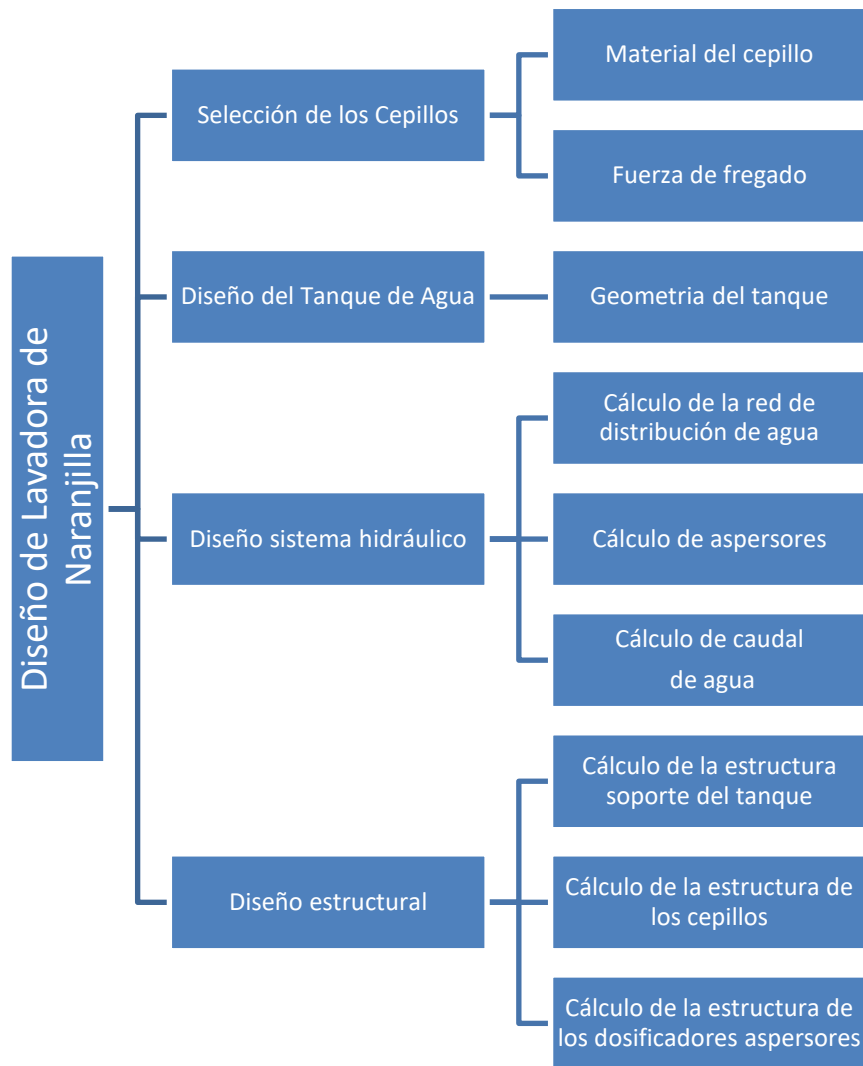 Diseño de Lavadora de
Naranjilla
Selección de los Cepillos
Material del cepillo
Fuerza de fregado
Diseño del Tanque de Agua
Geometria del tanque
Diseño sistema hidráulico
Cálculo de la red de
distribución de agua
Cálculo de aspersores
Cálculo de caudal
de agua
Diseño estructural
Cálculo de la estructura
soporte del tanque
Cálculo de la estructura de
los cepillos
Cálculo de la estructura de
los dosificadores aspersores